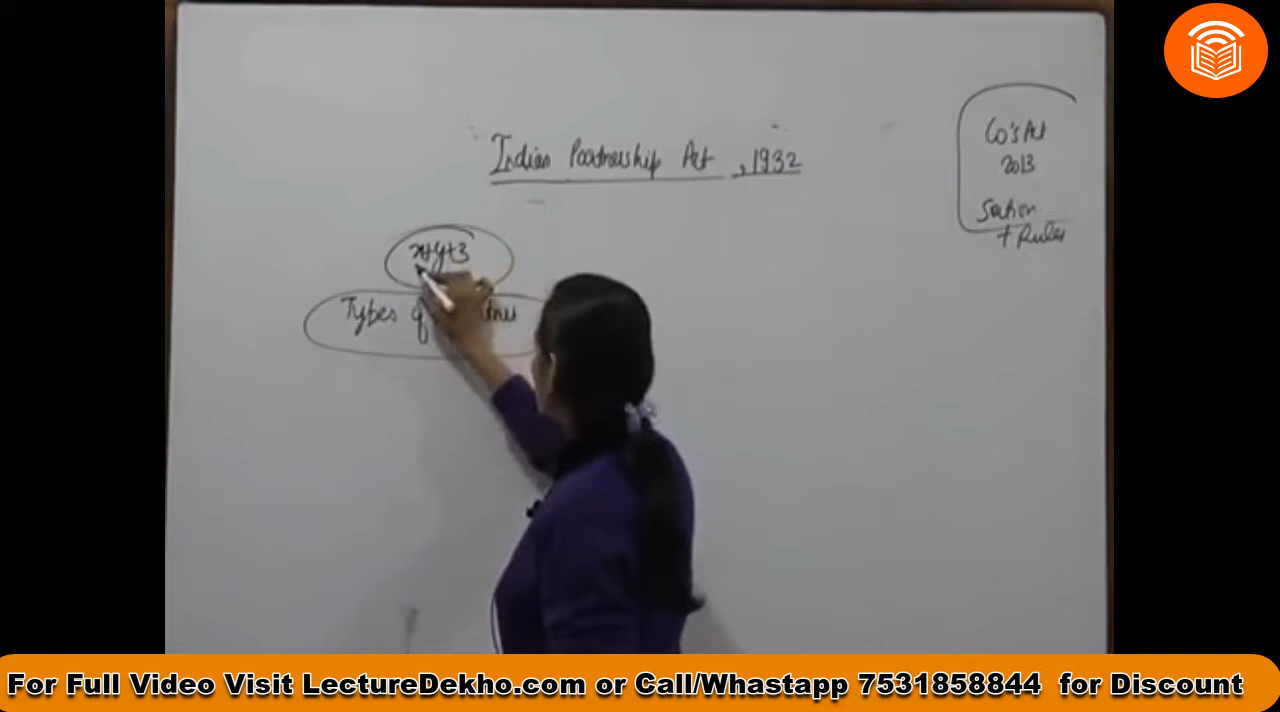 Indian Partnership Act, 1932
Co's Act
2013
Section
+ Rules
x+y+z
Types of
For Full Video Visit LectureDekho.com or Call/Whastapp 7531858844 for Discount